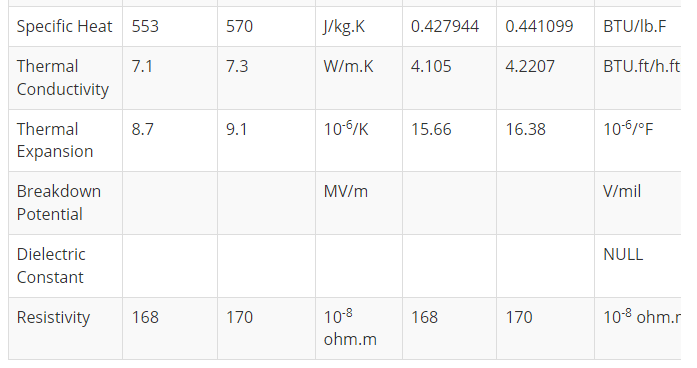 Specific Heat 553 570 J/kg.K 0.427944 0.441099 BTU/lb.F
Thermal Conductivity 7.1 7.3 W/m.K 4.105 4.2207 BTU.ft/h.ft
Thermal Expansion 8.7 9.1 10-6/K 15.66 16.38 10-6/°F
Breakdown Potential MV/m V/mil
Dielectric Constant NULL
Resistivity 168 170 10-8 ohm.m 168 170 10-8 ohm.